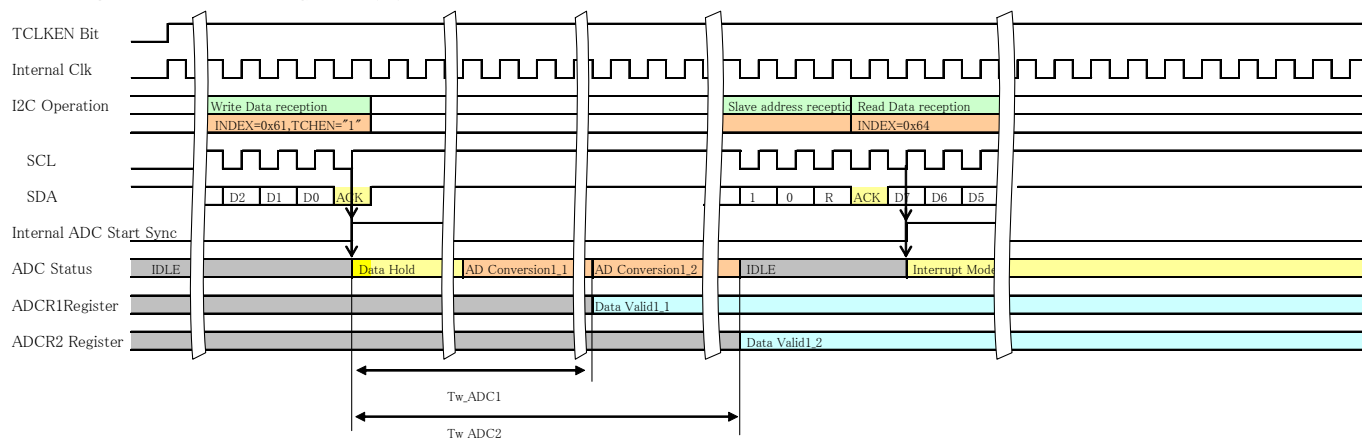 TCLKEN Bit
Internal Clk
I2C Operation
Write Data reception
Slave address receptio
Read Data reception
INDEX=0x61,TCHEN="1"
INDEX=0x64
SCL
SDA
D2
D1
D0
ACK
1
0
R
ACK
D7
D6
D5
Internal ADC Start Sync
ADC Status
IDLE
Data Hold
AD Conversion1_1
AD Conversion1_2
IDLE
Interrupt Mode
ADCR1Register
Data Valid1_1
ADCR2 Register
Data Valid1_2
Tw_ADC1
Tw_ADC2